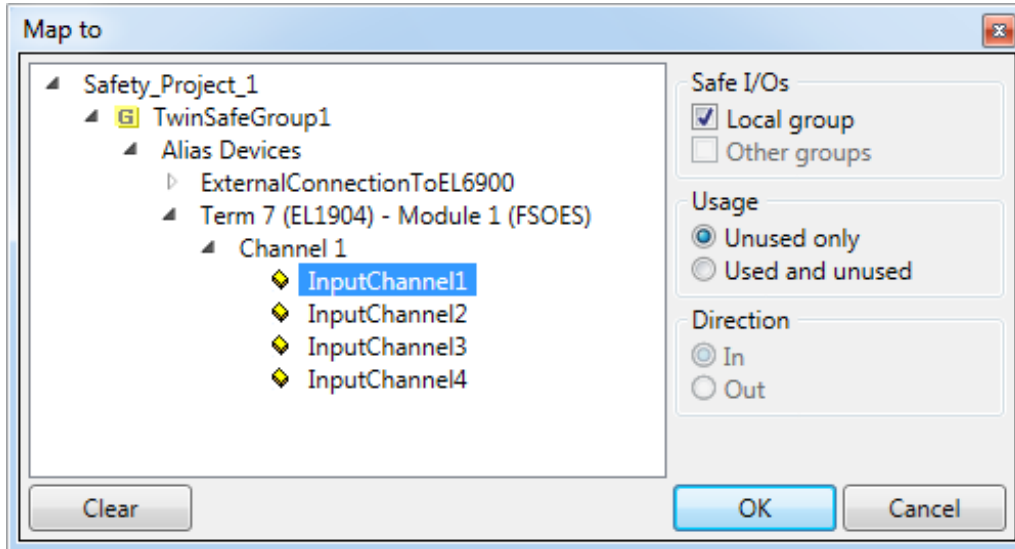 Map to
Safety_Project_1
G TwinSafeGroup1
Alias Devices
ExternalConnectionToEL6900
Term 7 (EL1904) - Module 1 (FSOES)
Channel 1
InputChannel1
InputChannel2
InputChannel3
InputChannel4
Safe I/Os
Local group
Other groups
Usage
Unused only
Used and unused
Direction
In
Out
Clear
OK
Cancel